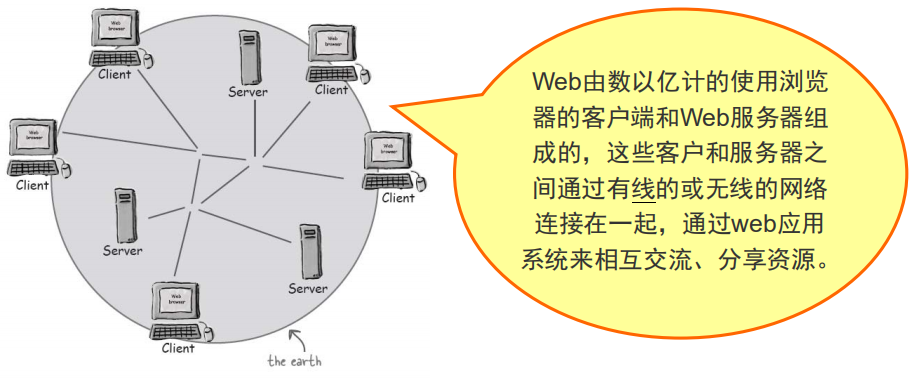 Web
browser
Client
Server
Web
browser
Client
Web
browser
Client
Web
browser
Client
Server
Server
Web
browser
Client
the earth
Web由数以亿计的使用浏览
器的客户端和Web服务器组
成的，这些客户和服务器之
间通过有线的或无线的网络
连接在一起，通过web应用
系统来相互交流、分享资源。